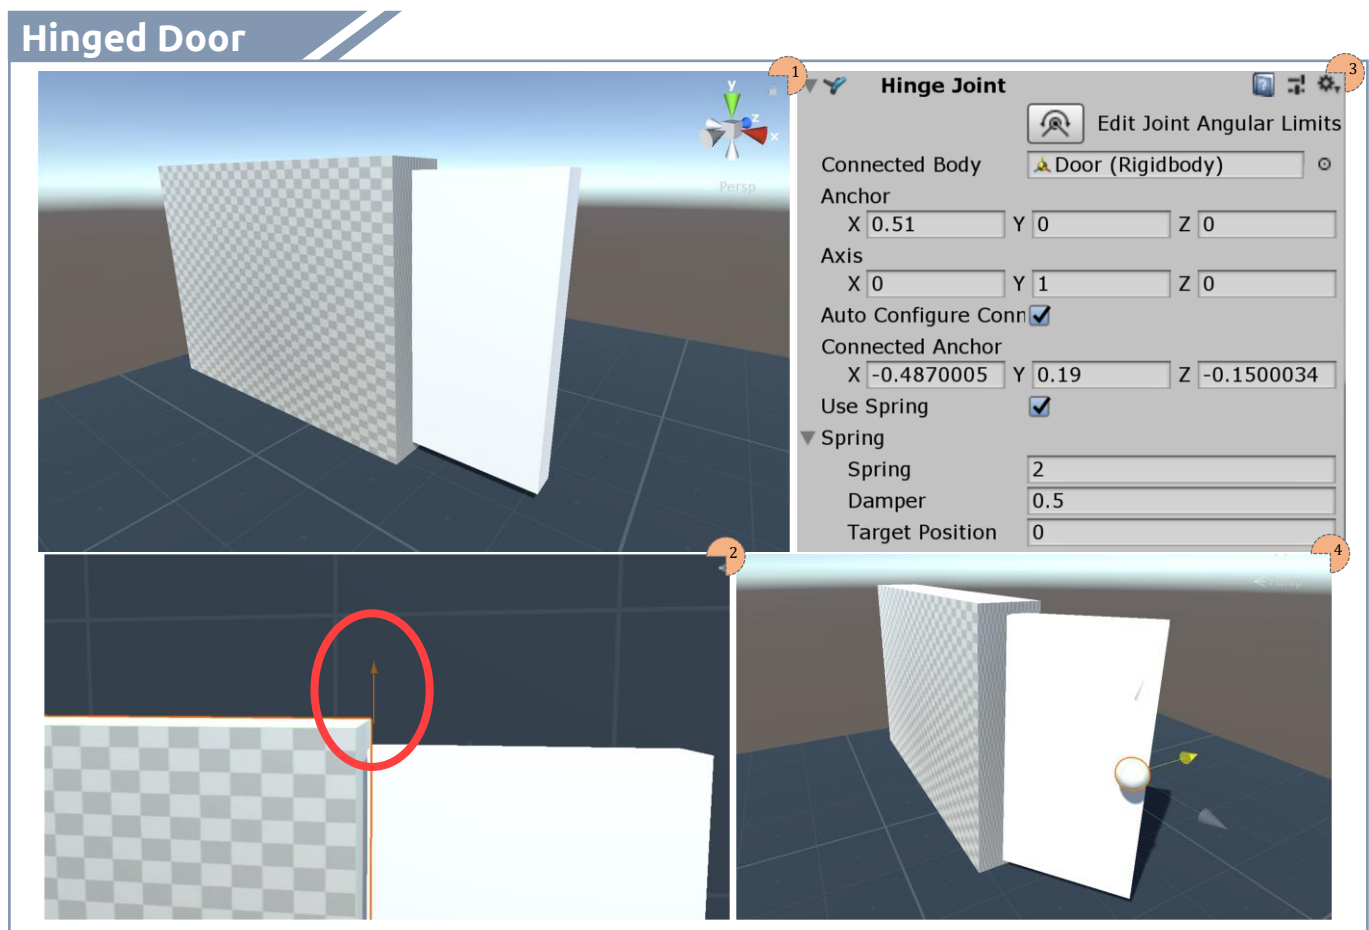 Hinged Door
1
y
z
x
Persp
3
Hinge Joint
Edit Joint Angular Limits
Connected Body Door (Rigidbody)
Anchor
X 0.51 Y 0 Z 0
Axis
X 0 Y 1 Z 0
Auto Configure Conn
Connected Anchor
X -0.4870005 Y 0.19 Z -0.1500034
Use Spring
Spring
Spring 2
Damper 0.5
Target Position 0
2
4
Persp